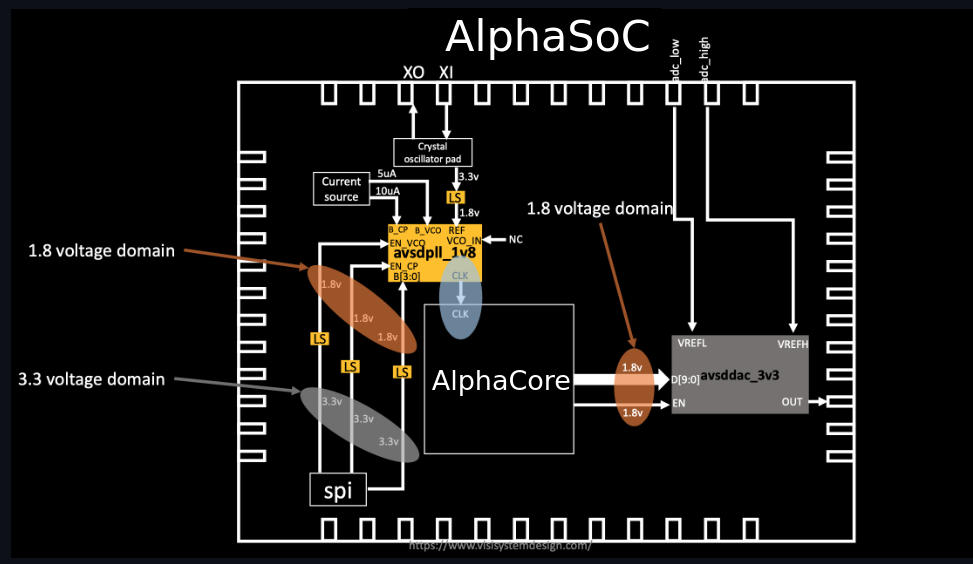 AlphaSoC
adc_low
adc_high
XO
XI
Crystal
oscillator pad
Current
source
5uA
10uA
3.3v
LS
1.8v
1.8 voltage domain
B_CP
B_VCO
REF
EN_VCO
VCO_IN
NC
avsdpll_1v8
EN_CP
B[3:0]
CLK
CLK
1.8 voltage domain
1.8v
1.8v
1.8v
LS
LS
LS
3.3 voltage domain
3.3v
3.3v
3.3v
spi
AlphaCore
1.8v
1.8v
VREFL
VREFH
avsddac_3v3
D[9:0]
EN
OUT
https://www.vlsisystemdesign.com/